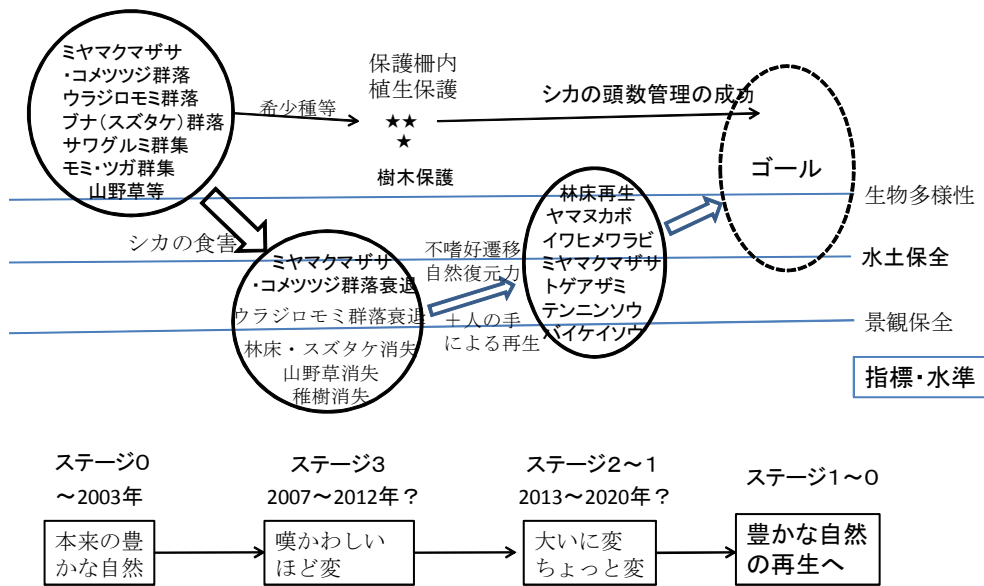 ミヤマクマザサ
・コメツツジ群落
ウラジロモミ群落
ブナ(スズタケ)群落
サワグルミ群集
モミ・ツガ群集
山野草等
希少種等
保護柵内
植生保護
★★
★
樹木保護
シカの頭数管理の成功
ゴール
生物多様性
水土保全
景観保全
指標・水準
シカの食害
ミヤマクマザサ
・コメツツジ群落衰退
ウラジロモミ群落衰退
林床・スズタケ消失
山野草消失
稚樹消失
不嗜好遷移
自然復元力
+人の手
による再生
林床再生
ヤマヌカボ
イワヒメワラビ
ミヤマクマザサ
トゲアザミ
テンニンソウ
バイケイソウ
ステージ0
~2003年
本来の豊
かな自然
ステージ3
2007~2012年?
嘆かわしい
ほど変
ステージ2~1
2013~2020年?
大いに変
ちょっと変
ステージ1~0
豊かな自然
の再生へ